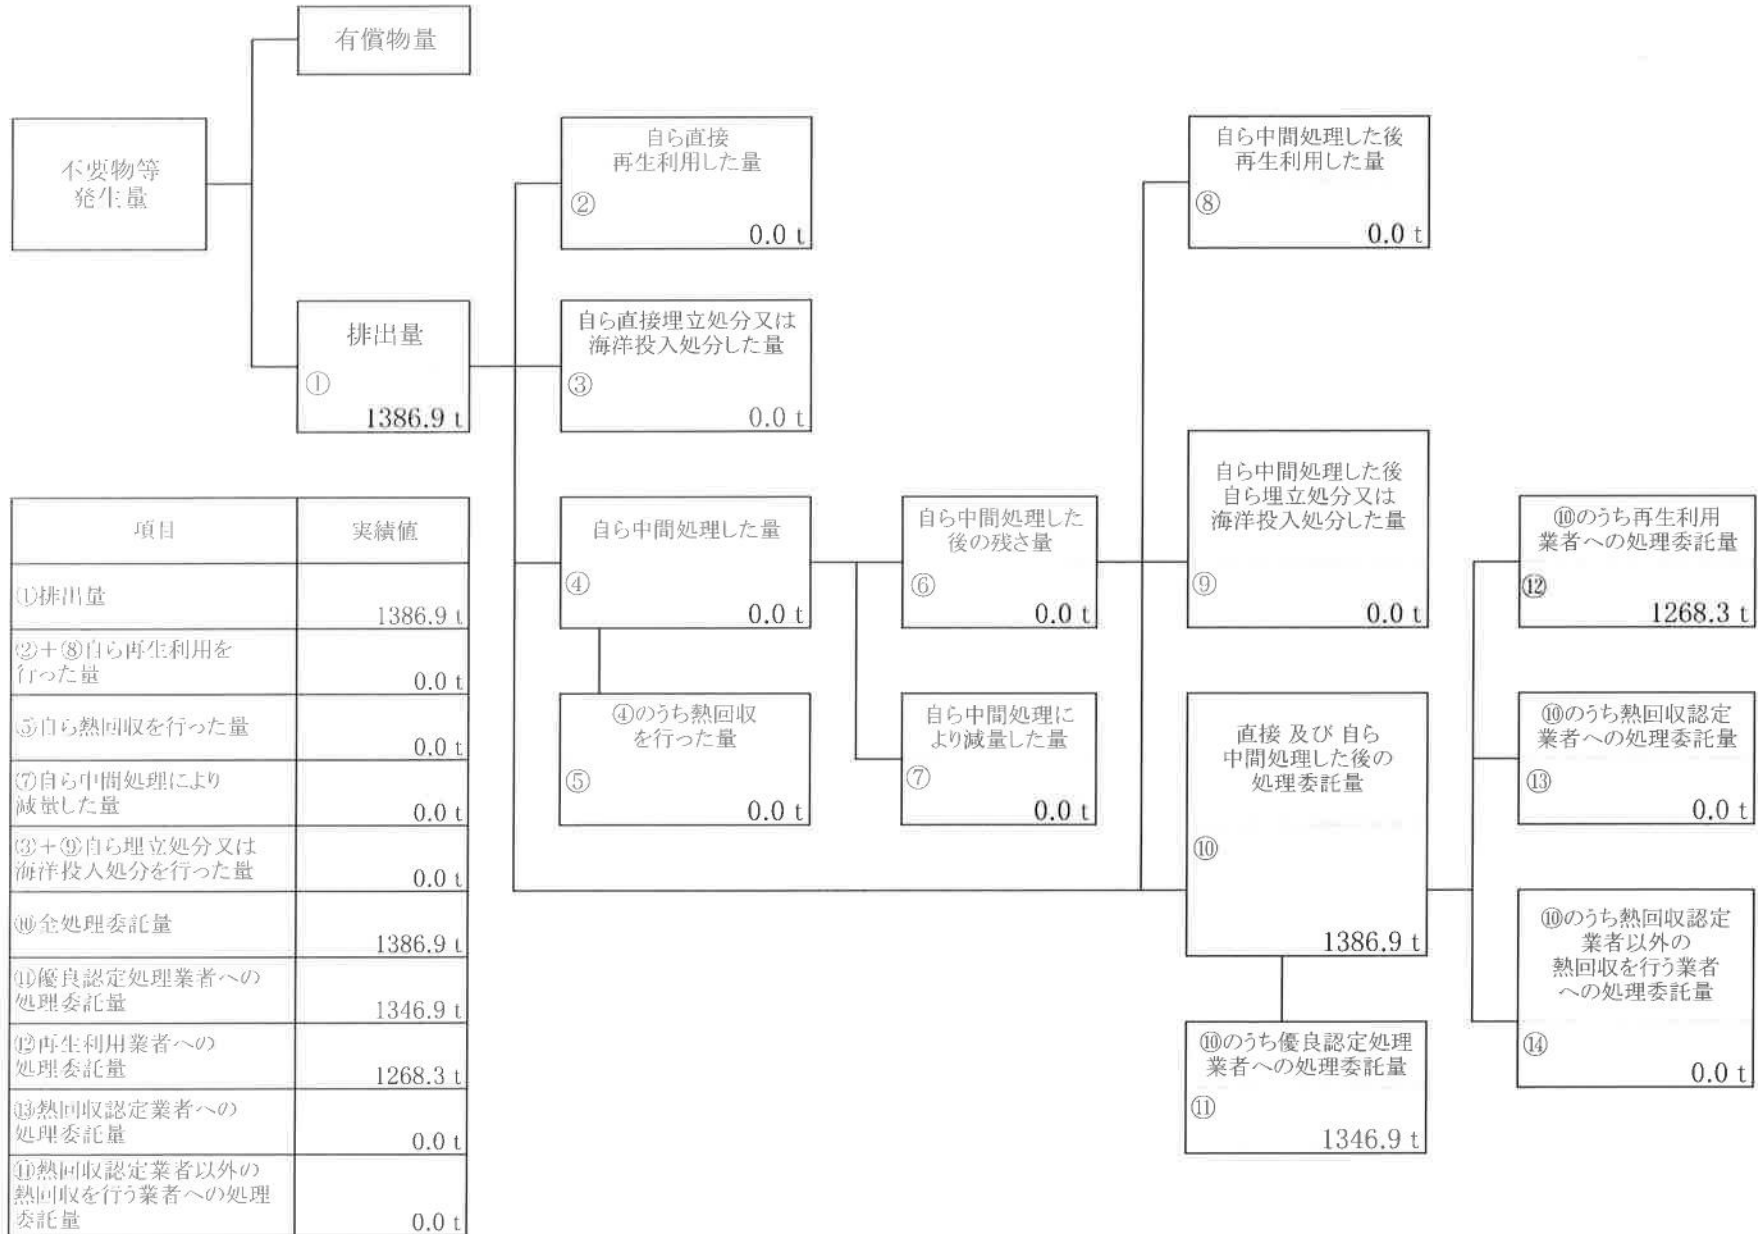 有償物量
不要物等
発生量
排出量
①
1386.9 t
自ら直接
再生利用した量
②
0.0 t
自ら直接埋立処分又は
海洋投入処分した量
③
0.0 t
自ら中間処理した量
④
0.0 t
④のうち熱回収
を行った量
⑤
0.0 t
自ら中間処理した
後の残さ量
⑥
0.0 t
自ら中間処理に
より減量した量
⑦
0.0 t
自ら中間処理した後
再生利用した量
⑧
0.0 t
自ら中間処理した後
自ら埋立処分又は
海洋投入処分した量
⑨
0.0 t
直接 及び 自ら
中間処理した後の
処理委託量
⑩
1386.9 t
⑩のうち優良認定処理
業者への処理委託量
⑪
1346.9 t
⑩のうち再生利用
業者への処理委託量
⑫
1268.3 t
⑩のうち熱回収認定
業者への処理委託量
⑬
0.0 t
⑩のうち熱回収認定
業者以外の
熱回収を行う業者
への処理委託量
⑭
0.0 t
項目 実績値
①排出量
1386.9 t
②+⑧自ら再生利用を
行った量
0.0 t
⑤自ら熱回収を行った量
0.0 t
⑦自ら中間処理により
減量した量
0.0 t
③+⑨自ら埋立処分又は
海洋投入処分を行った量
0.0 t
⑩全処理委託量
1386.9 t
⑪優良認定処理業者への
処理委託量
1346.9 t
⑫再生利用業者への
処理委託量
1268.3 t
⑬熱回収認定業者への
処理委託量
0.0 t
⑭熱回収認定業者以外の
熱回収を行う業者への処理
委託量
0.0 t